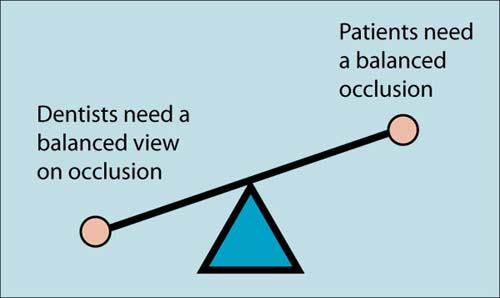 Patients need
a balanced
occlusion
Dentists need a
balanced view
on occlusion